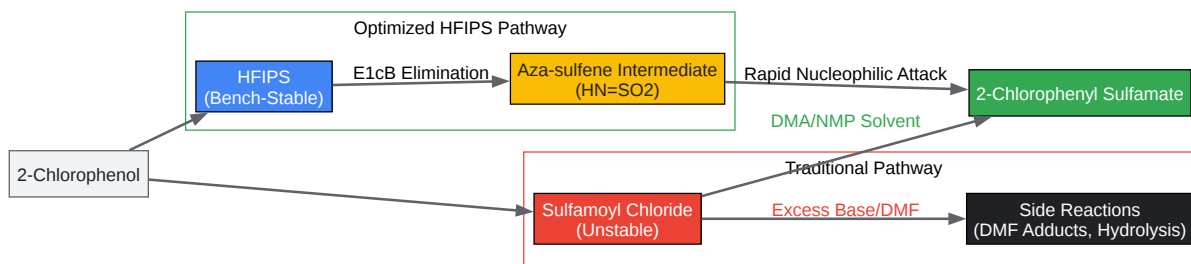 Optimized HFIPS Pathway
HFIPS
(Bench-Stable)
E1cB Elimination
Aza-sulfene Intermediate
(HN=SO2)
Rapid Nucleophilic Attack
2-Chlorophenyl Sulfamate
DMA/NMP Solvent
2-Chlorophenol
Traditional Pathway
Sulfamoyl Chloride
(Unstable)
Excess Base/DMF
Side Reactions
(DMF Adducts, Hydrolysis)